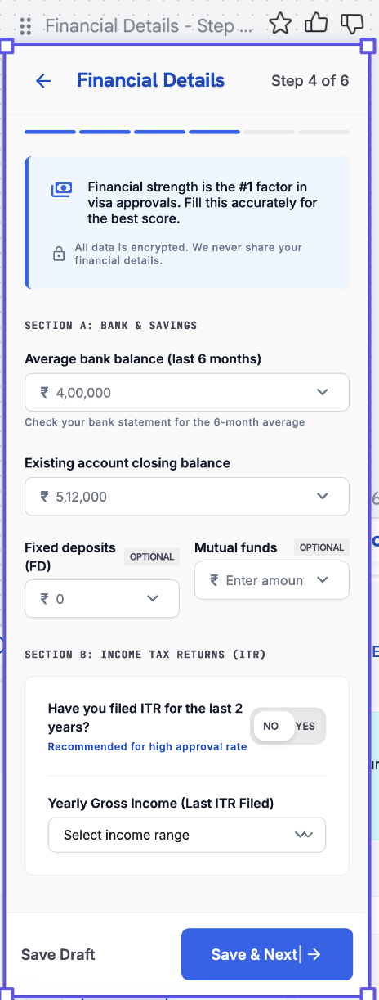 Financial Details - Step ...
Financial Details
Step 4 of 6
Financial strength is the #1 factor in
visa approvals. Fill this accurately for
the best score.
All data is encrypted. We never share your
financial details.
SECTION A: BANK & SAVINGS
Average bank balance (last 6 months)
₹ 4,00,000
Check your bank statement for the 6-month average
Existing account closing balance
₹ 5,12,000
Fixed deposits
(FD)
OPTIONAL
₹ 0
Mutual funds
OPTIONAL
₹ Enter amoun
SECTION B: INCOME TAX RETURNS (ITR)
Have you filed ITR for the last 2
years?
Recommended for high approval rate
NO YES
Yearly Gross Income (Last ITR Filed)
Select income range
Save Draft
Save & Next| →